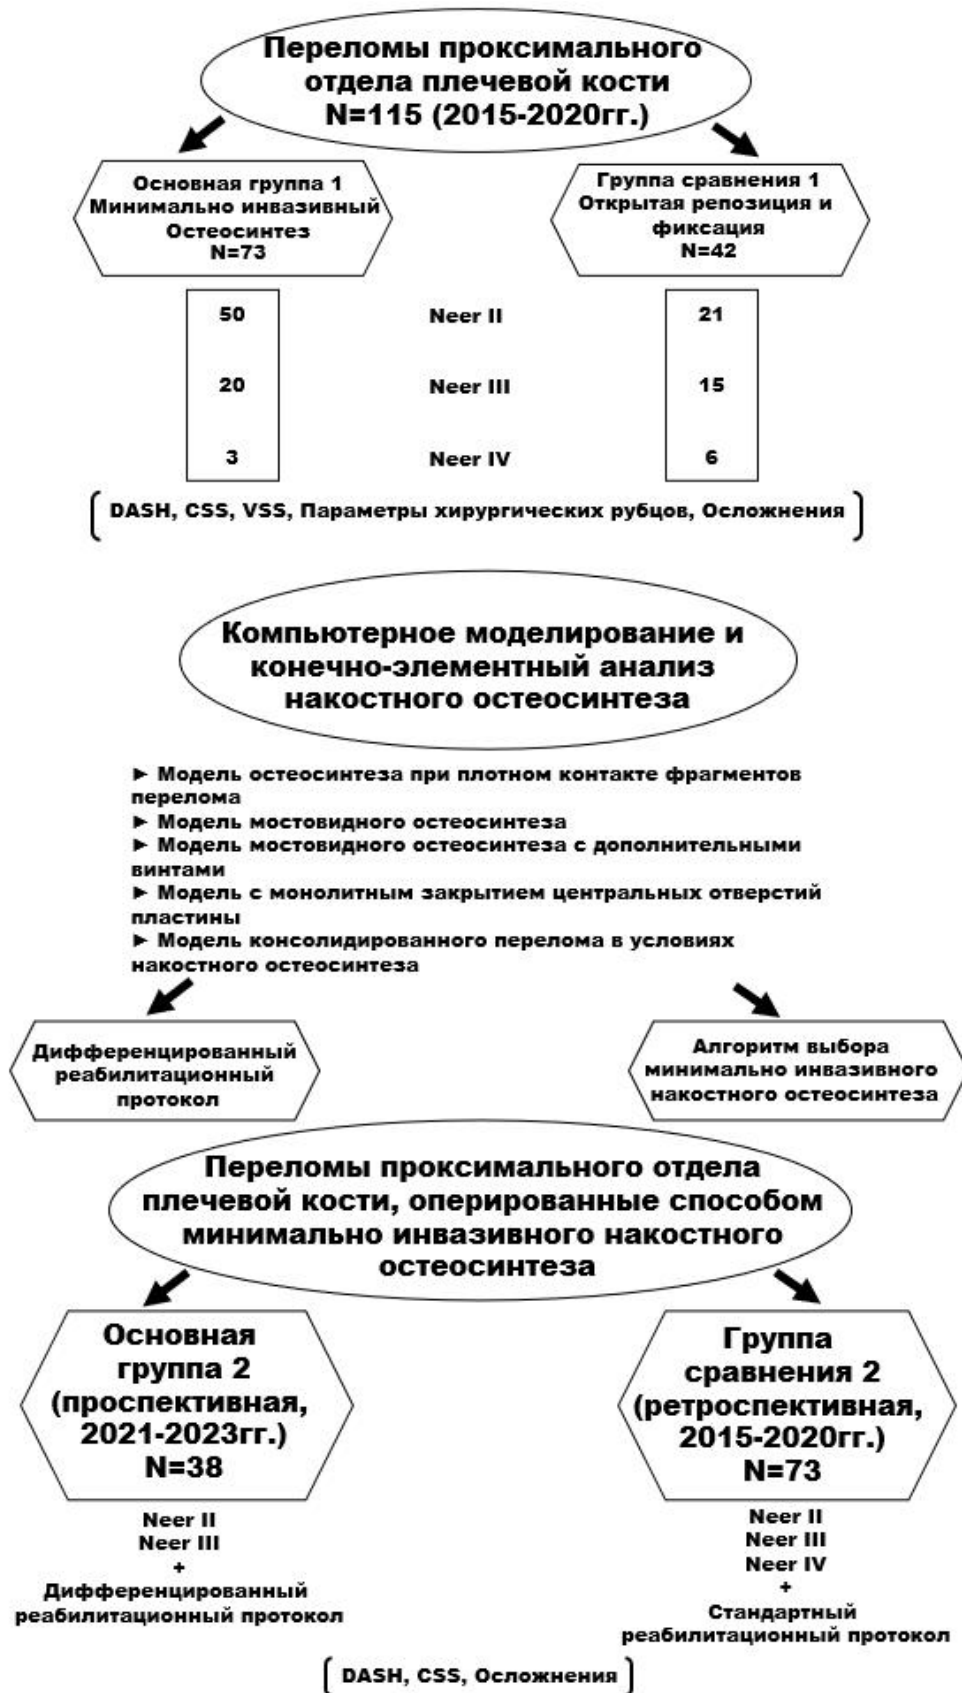 Переломы проксимального
отдела плечевой кости
N=115 (2015-2020гг.)
Основная группа 1
Минимально инвазивный
Остеосинтез
N=73
Группа сравнения 1
Открытая репозиция и
фиксация
N=42
50 Neer II 21
20 Neer III 15
3 Neer IV 6
DASH, CSS, VSS, Параметры хирургических рубцов, Осложнения
Компьютерное моделирование и
конечно-элементный анализ
накостного остеосинтеза
► Модель остеосинтеза при плотном контакте фрагментов
перелома
► Модель мостовидного остеосинтеза
► Модель мостовидного остеосинтеза с дополнительными
винтами
► Модель с монолитным закрытием центральных отверстий
пластины
► Модель консолидированного перелома в условиях
накостного остеосинтеза
Дифференцированный
реабилитационный
протокол
Алгоритм выбора
минимально инвазивного
накостного остеосинтеза
Переломы проксимального отдела
плечевой кости, оперированные способом
минимально инвазивного накостного
остеосинтеза
Основная
группа 2
(проспективная,
2021-2023гг.)
N=38
Группа
сравнения 2
(ретроспективная,
2015-2020гг.)
N=73
Neer II
Neer III
+
Дифференцированный
реабилитационный протокол
Neer II
Neer III
Neer IV
+
Стандартный
реабилитационный протокол
DASH, CSS, Осложнения